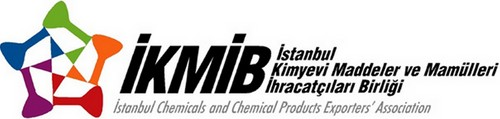 İKMİB
İstanbul
Kimyevi Maddeler ve Mamülleri
İhracatçıları Birliği
İstanbul Chemicals and Chemical Products Exporters' Association